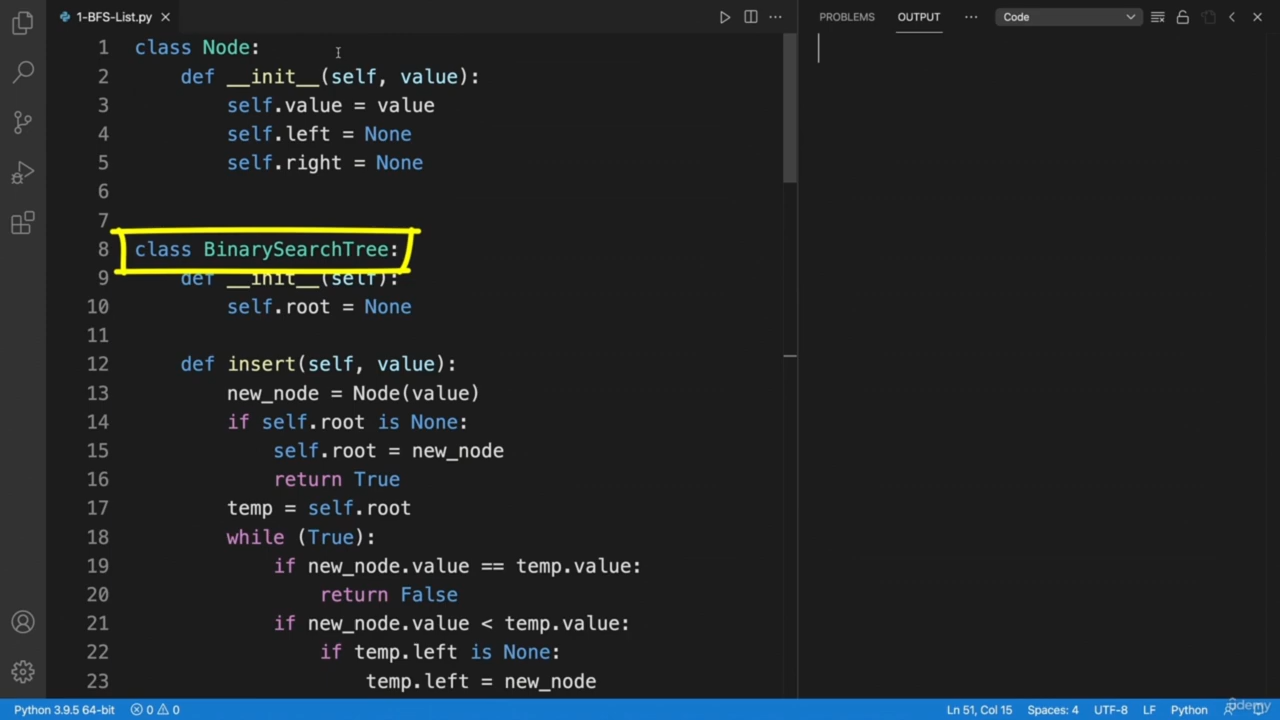 1-BFS-List.py
PROBLEMS OUTPUT ··· Code
1 class Node:
2     def __init__(self, value):
3         self.value = value
4         self.left = None
5         self.right = None
6
7
8 class BinarySearchTree:
9     def __init__(self):
10         self.root = None
11
12     def insert(self, value):
13         new_node = Node(value)
14         if self.root is None:
15             self.root = new_node
16             return True
17         temp = self.root
18         while (True):
19             if new_node.value == temp.value:
20                 return False
21             if new_node.value < temp.value:
22                 if temp.left is None:
23                     temp.left = new_node
Python 3.9.5 64-bit 0 0 Ln 51, Col 15 Spaces: 4 UTF-8 LF Python
udemy